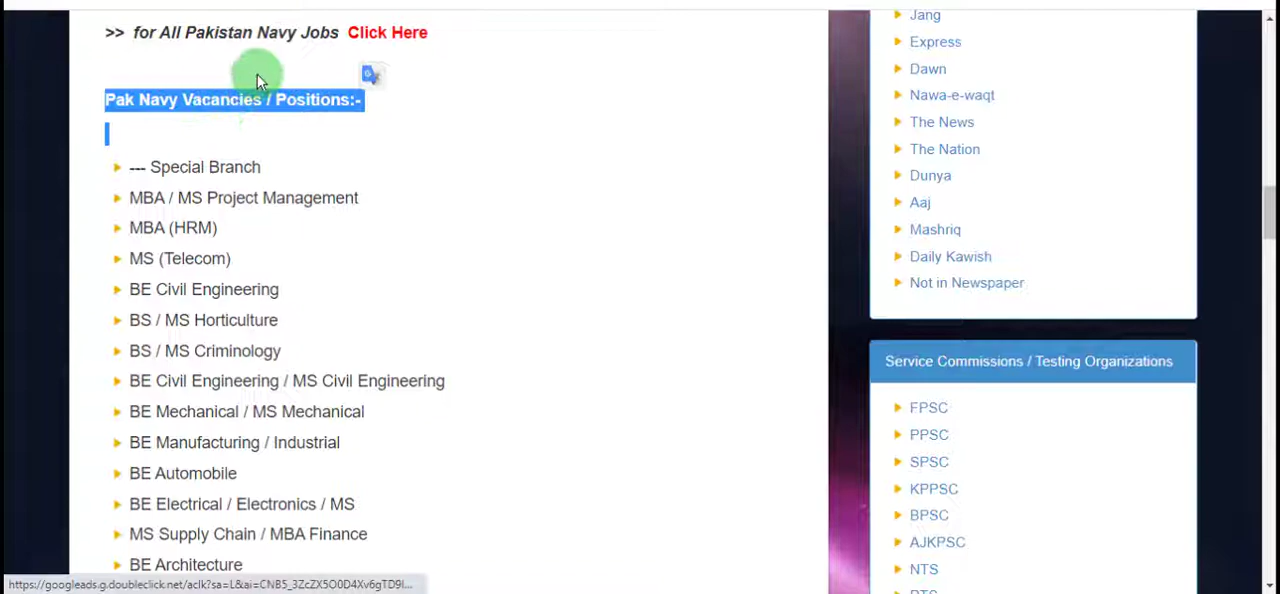 >> for All Pakistan Navy Jobs Click Here
Pak Navy Vacancies / Positions:-
--- Special Branch
MBA / MS Project Management
MBA (HRM)
MS (Telecom)
BE Civil Engineering
BS / MS Horticulture
BS / MS Criminology
BE Civil Engineering / MS Civil Engineering
BE Mechanical / MS Mechanical
BE Manufacturing / Industrial
BE Automobile
BE Electrical / Electronics / MS
MS Supply Chain / MBA Finance
BE Architecture
Jang
Express
Dawn
Nawa-e-waqt
The News
The Nation
Dunya
Aaj
Mashriq
Daily Kawish
Not in Newspaper
Service Commissions / Testing Organizations
FPSC
PPSC
SPSC
KPPSC
BPSC
AJKPSC
NTS